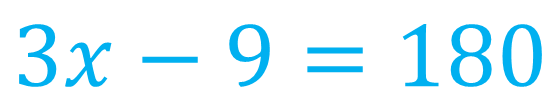 3x − 9 = 180